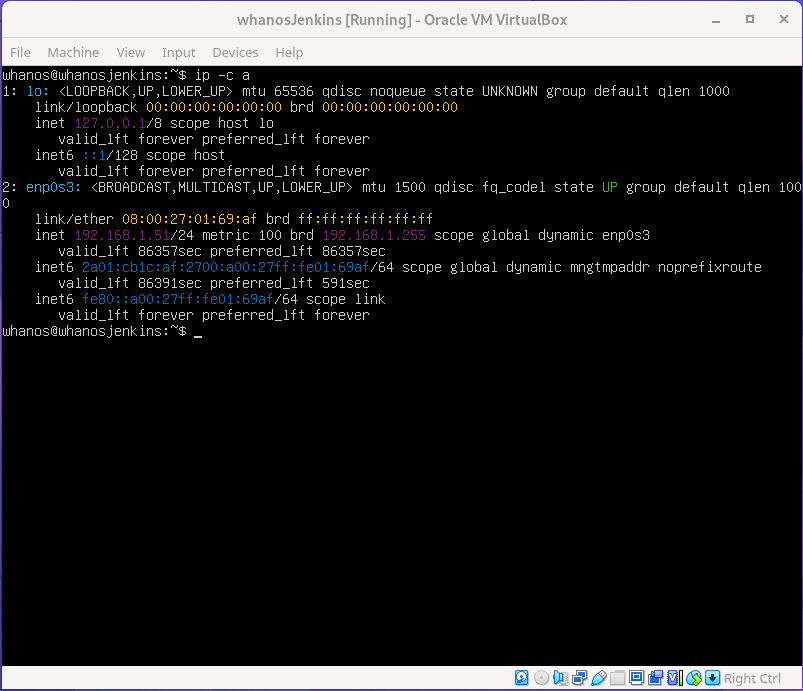 whanosJenkins [Running] - Oracle VM VirtualBox
File Machine View Input Devices Help
whanos@whanosjenkins:~$ ip -c a
1: lo: <LOOPBACK,UP,LOWER_UP> mtu 65536 qdisc noqueue state UNKNOWN group default qlen 1000
    link/loopback 00:00:00:00:00:00 brd 00:00:00:00:00:00
    inet 127.0.0.1/8 scope host lo
       valid_lft forever preferred_lft forever
    inet6 ::1/128 scope host
       valid_lft forever preferred_lft forever
2: enp0s3: <BROADCAST,MULTICAST,UP,LOWER_UP> mtu 1500 qdisc fq_codel state UP group default qlen 100
0
    link/ether 08:00:27:01:69:af brd ff:ff:ff:ff:ff:ff
    inet 192.168.1.51/24 metric 100 brd 192.168.1.255 scope global dynamic enp0s3
       valid_lft 86357sec preferred_lft 86357sec
    inet6 2a01:cb1c:af:2700:a00:27ff:fe01:69af/64 scope global dynamic mngtmpaddr noprefixroute
       valid_lft 86391sec preferred_lft 591sec
    inet6 fe80::a00:27ff:fe01:69af/64 scope link
       valid_lft forever preferred_lft forever
whanos@whanosjenkins:~$ _
Right Ctrl